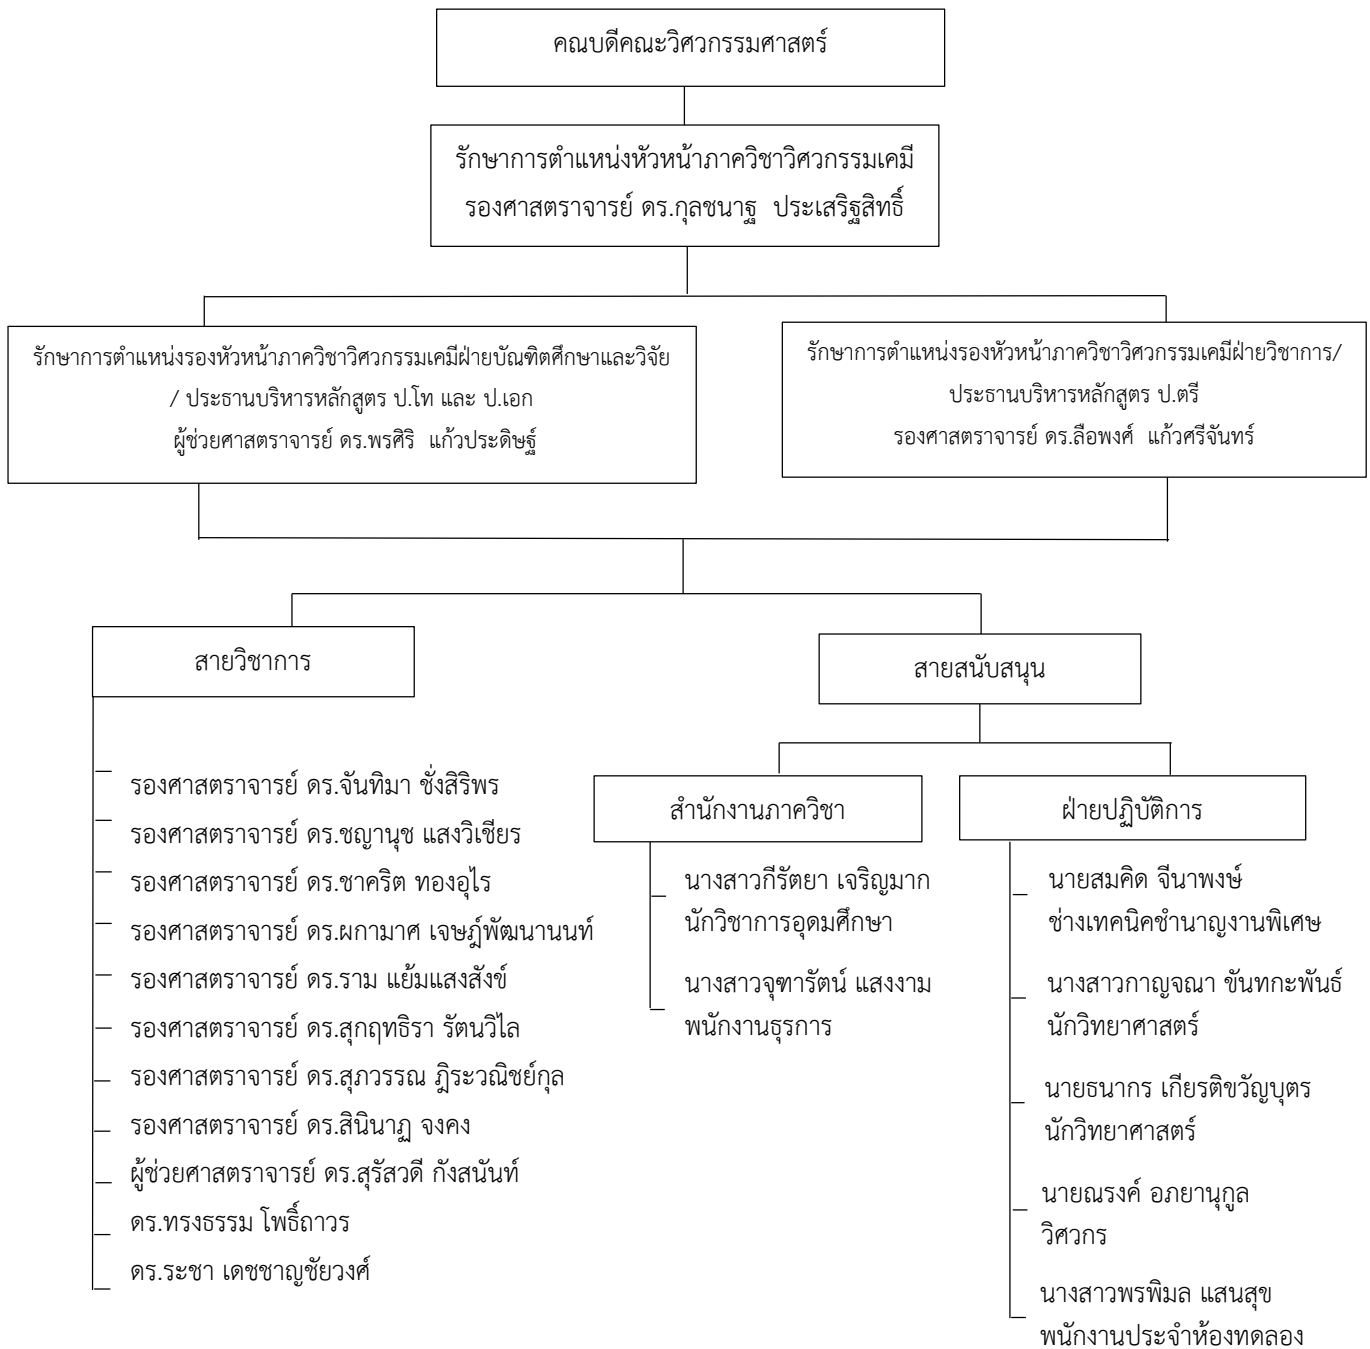 คณบดีคณะวิศวกรรมศาสตร์
รักษาการตำแหน่งหัวหน้าภาควิชาวิศวกรรมเคมี
รองศาสตราจารย์ ดร.กุลชนาฐ ประเสริฐสิทธิ์
รักษาการตำแหน่งรองหัวหน้าภาควิชาวิศวกรรมเคมีฝ่ายบัณฑิตศึกษาและวิจัย
/ ประธานบริหารหลักสูตร ป.โท และ ป.เอก
ผู้ช่วยศาสตราจารย์ ดร.พรศิริ แก้วประดิษฐ์
รักษาการตำแหน่งรองหัวหน้าภาควิชาวิศวกรรมเคมีฝ่ายวิชาการ/
ประธานบริหารหลักสูตร ป.ตรี
รองศาสตราจารย์ ดร.ลือพงศ์ แก้วศรีจันทร์
สายวิชาการ
รองศาสตราจารย์ ดร.จันทิมา ชั่งสิริพร
รองศาสตราจารย์ ดร.ชญานุช แสงวิเชียร
รองศาสตราจารย์ ดร.ชาคริต ทองอุไร
รองศาสตราจารย์ ดร.ผกามาศ เจษฎ์พัฒนานนท์
รองศาสตราจารย์ ดร.ราม แย้มแสงสังข์
รองศาสตราจารย์ ดร.สุกฤทธิรา รัตนวิไล
รองศาสตราจารย์ ดร.สุภวรรณ ฎิระวณิชย์กุล
รองศาสตราจารย์ ดร.สินินาฏ จงคง
ผู้ช่วยศาสตราจารย์ ดร.สุรัสวดี กังสนันท์
ดร.ทรงธรรม โพธิ์ถาวร
ดร.ระชา เดชชาญชัยวงศ์
สายสนับสนุน
สำนักงานภาควิชา
นางสาวกีรัตยา เจริญมาก
นักวิชาการอุดมศึกษา
นางสาวจุฑารัตน์ แสงงาม
พนักงานธุรการ
ฝ่ายปฏิบัติการ
นายสมคิด จีนาพงษ์
ช่างเทคนิคชำนาญงานพิเศษ
นางสาวกาญจณา ขันทกะพันธ์
นักวิทยาศาสตร์
นายธนากร เกียรติขวัญบุตร
นักวิทยาศาสตร์
นายณรงค์ อภยานุกูล
วิศวกร
นางสาวพรพิมล แสนสุข
พนักงานประจำห้องทดลอง